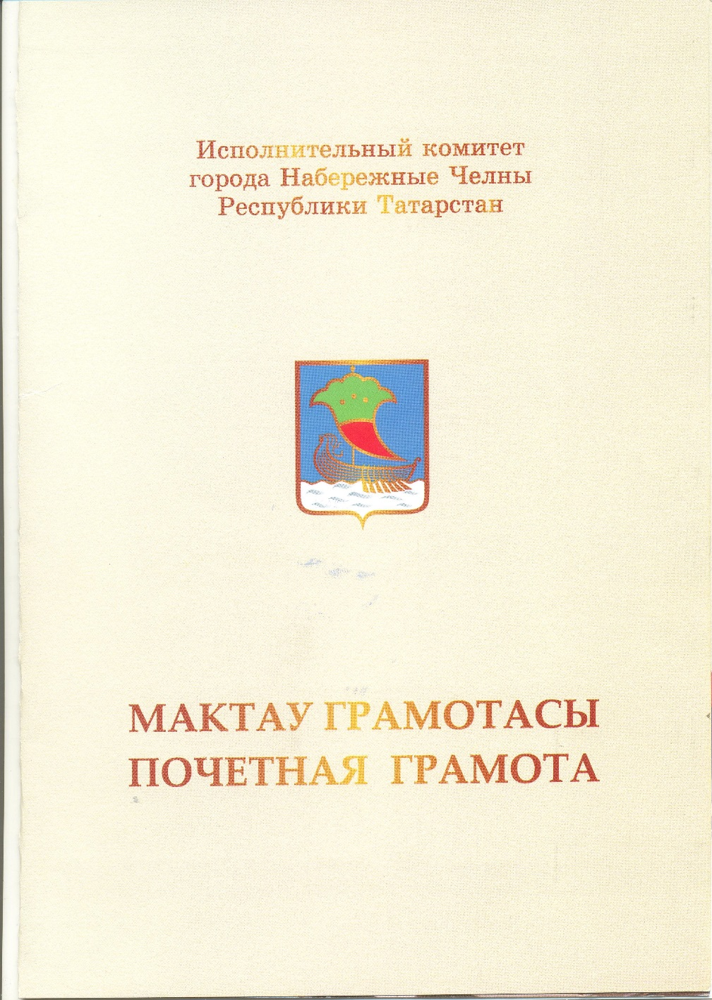 Исполнительный комитет
города Набережные Челны
Республики Татарстан
МАКТАУ ГРАМОТАСЫ
ПОЧЕТНАЯ ГРАМОТА